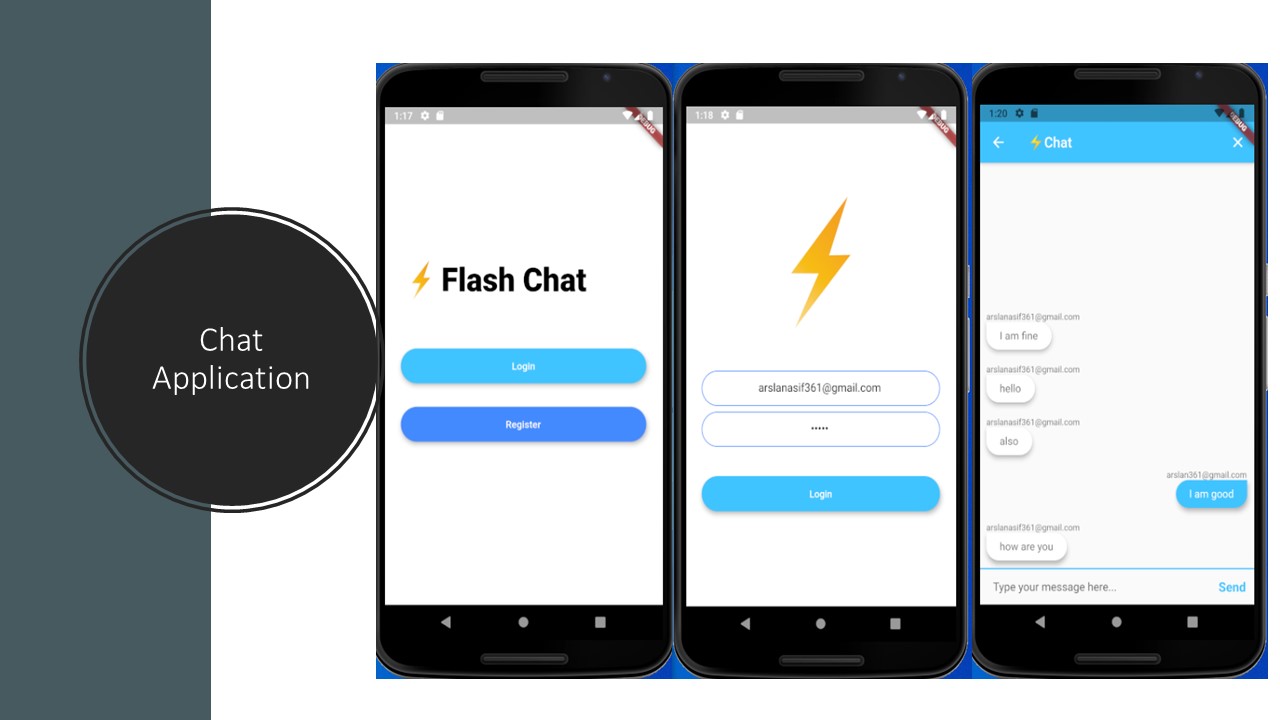 Chat
Application
1:17
DEBUG
Flash Chat
Login
Register
1:18
DEBUG
arslanasif361@gmail.com
•••••
Login
1:20
DEBUG
Chat
arslanasif361@gmail.com
I am fine
arslanasif361@gmail.com
hello
arslanasif361@gmail.com
also
arslan361@gmail.com
I am good
arslanasif361@gmail.com
how are you
Type your message here... Send